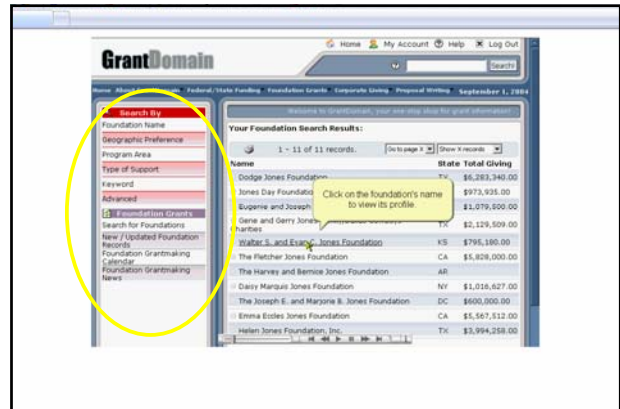 Home My Account Help Log Out
GrantDomain
Search
Home About Federal/State Funding Foundation Grants Corporate Giving Proposal Writing September 1, 2004
Welcome to GrantDomain, your one-stop shop for grant information!
Search By
Foundation Name
Geographic Preference
Program Area
Type of Support
Keyword
Advanced
Foundation Grants
Search for Foundations
New / Updated Foundation
Records
Foundation Grantmaking
Calendar
Foundation Grantmaking
News
Your Foundation Search Results:
1 - 11 of 11 records. Go to page X Show X records
Name State Total Giving
Dodge Jones Foundation TX $6,283,340.00
Jones Day Foundation $973,935.00
Eugenie and Joseph $1,079,500.00
Click on the foundation's name
to view its profile.
Gene and Gerry Jones
Charities TX $2,129,509.00
Walter S. and Evan C. Jones Foundation KS $795,180.00
The Fletcher Jones Foundation CA $5,828,000.00
The Harvey and Bernice Jones Foundation AR
Daisy Marquis Jones Foundation NY $1,016,627.00
The Joseph E. and Marjorie B. Jones Foundation DC $600,000.00
Emma Eccles Jones Foundation CA $5,567,512.00
Helen Jones Foundation, Inc. TX $3,994,258.00